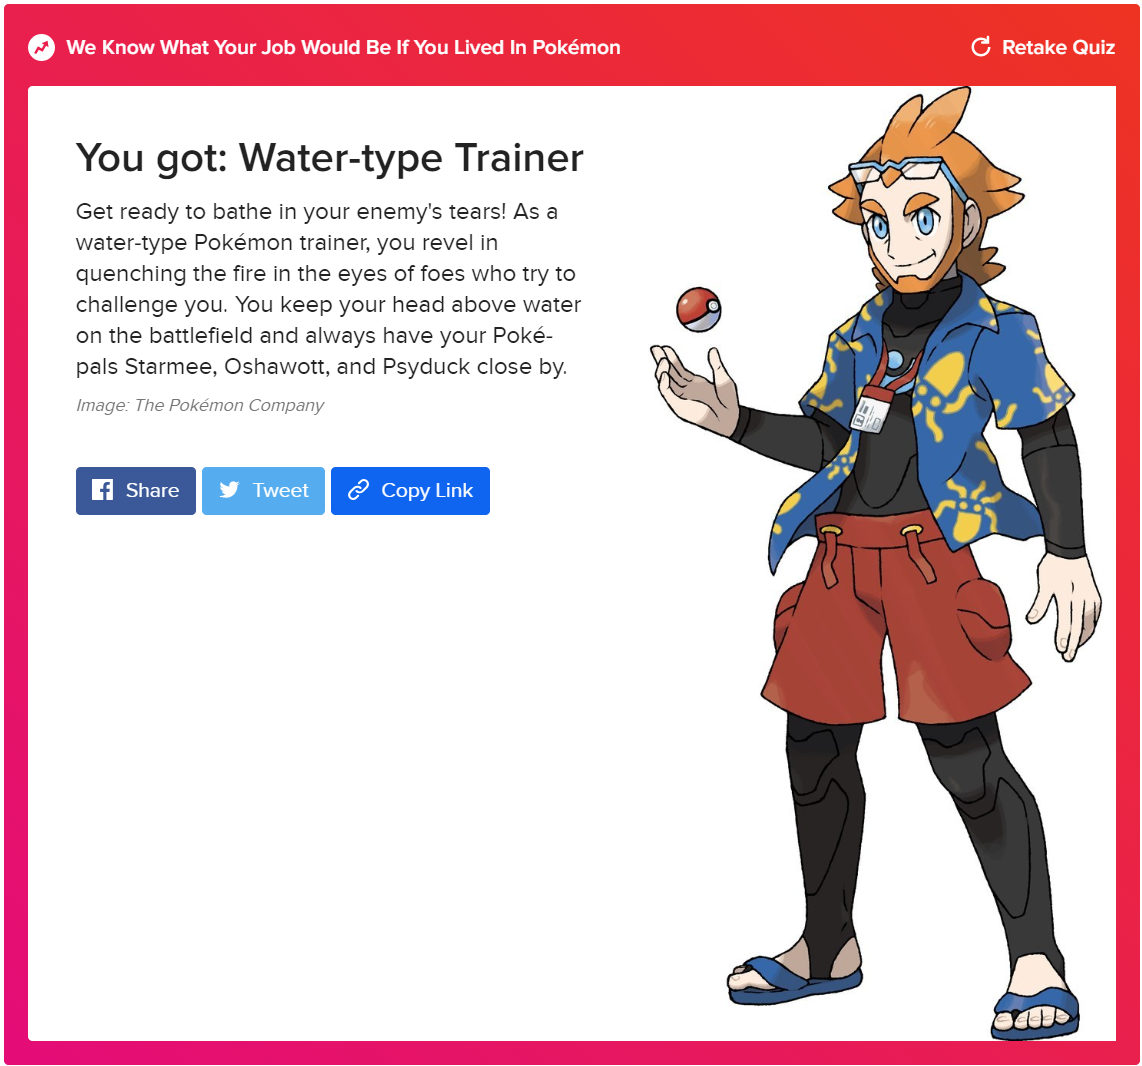 We Know What Your Job Would Be If You Lived In Pokémon
Retake Quiz
You got: Water-type Trainer
Get ready to bathe in your enemy's tears! As a
water-type Pokémon trainer, you revel in
quenching the fire in the eyes of foes who try to
challenge you. You keep your head above water
on the battlefield and always have your Poké-
pals Starmee, Oshawott, and Psyduck close by.
Image: The Pokémon Company
Share
Tweet
Copy Link